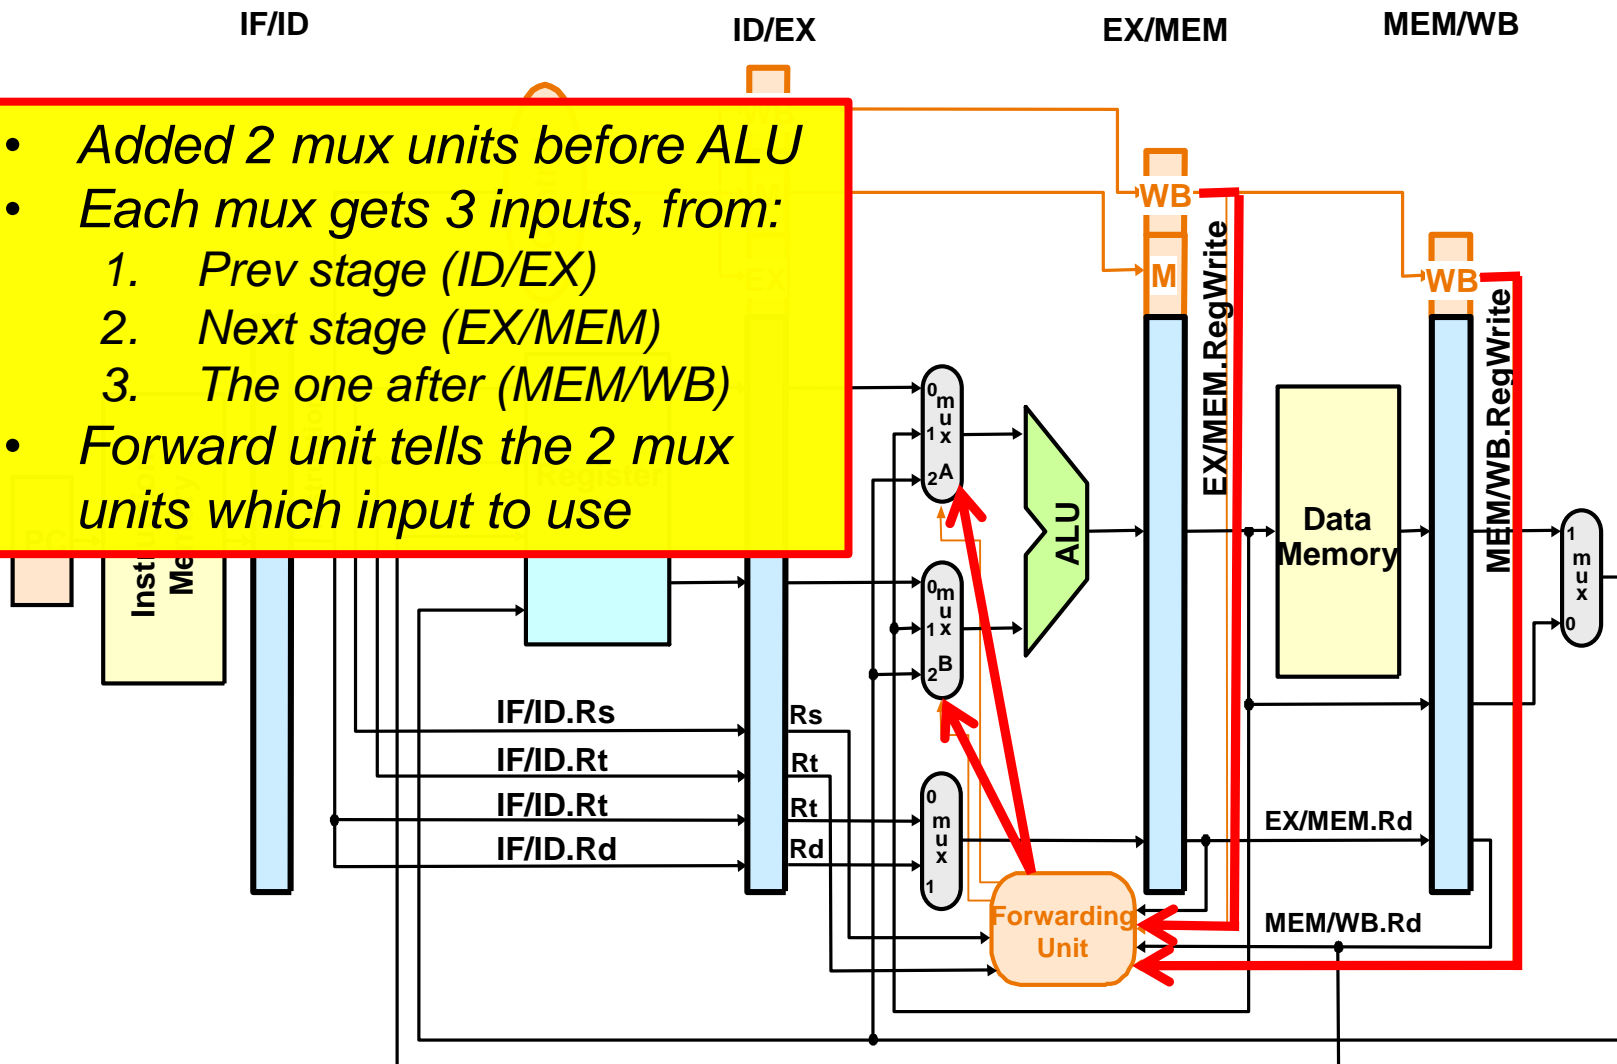 IF/ID
ID/EX
EX/MEM
MEM/WB
• Added 2 mux units before ALU
• Each mux gets 3 inputs, from:
1. Prev stage (ID/EX)
2. Next stage (EX/MEM)
3. The one after (MEM/WB)
• Forward unit tells the 2 mux
units which input to use
WB
M
EX/MEM.RegWrite
WB
MEM/WB.RegWrite
EX
Register
PC
0
mux
1
2
A
ALU
0
mux
1
2
B
Data
Memory
1
mux
0
IF/ID.Rs
Rs
IF/ID.Rt
Rt
IF/ID.Rt
Rt
IF/ID.Rd
Rd
0
mux
1
EX/MEM.Rd
MEM/WB.Rd
Forwarding
Unit